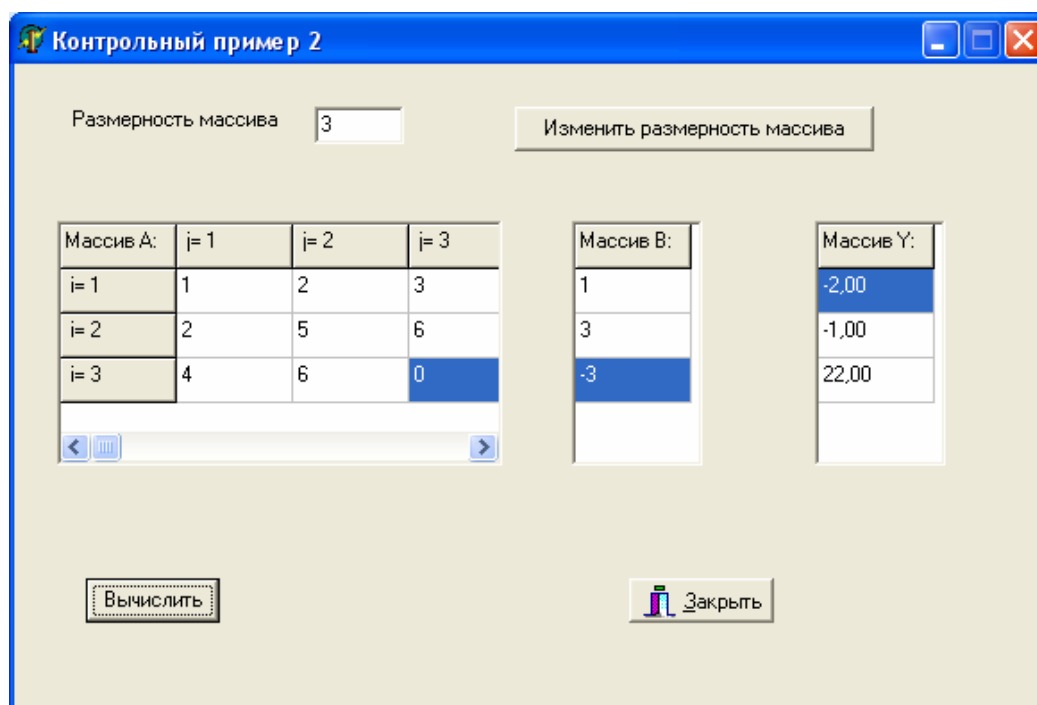 Контрольный пример 2
Размерность массива 3 Изменить размерность массива
Массив A: j= 1 j= 2 j= 3 Массив B: Массив Y:
i= 1 1 2 3 1 -2,00
i= 2 2 5 6 3 -1,00
i= 3 4 6 0 -3 22,00
Вычислить Закрыть